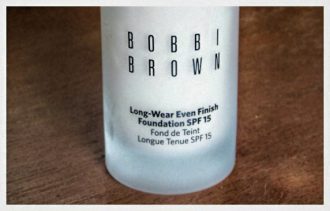 BOBBI
BROWN
Long-Wear Even Finish
Foundation SPF 15
Fond de Teint
Longue Tenue SPF 15